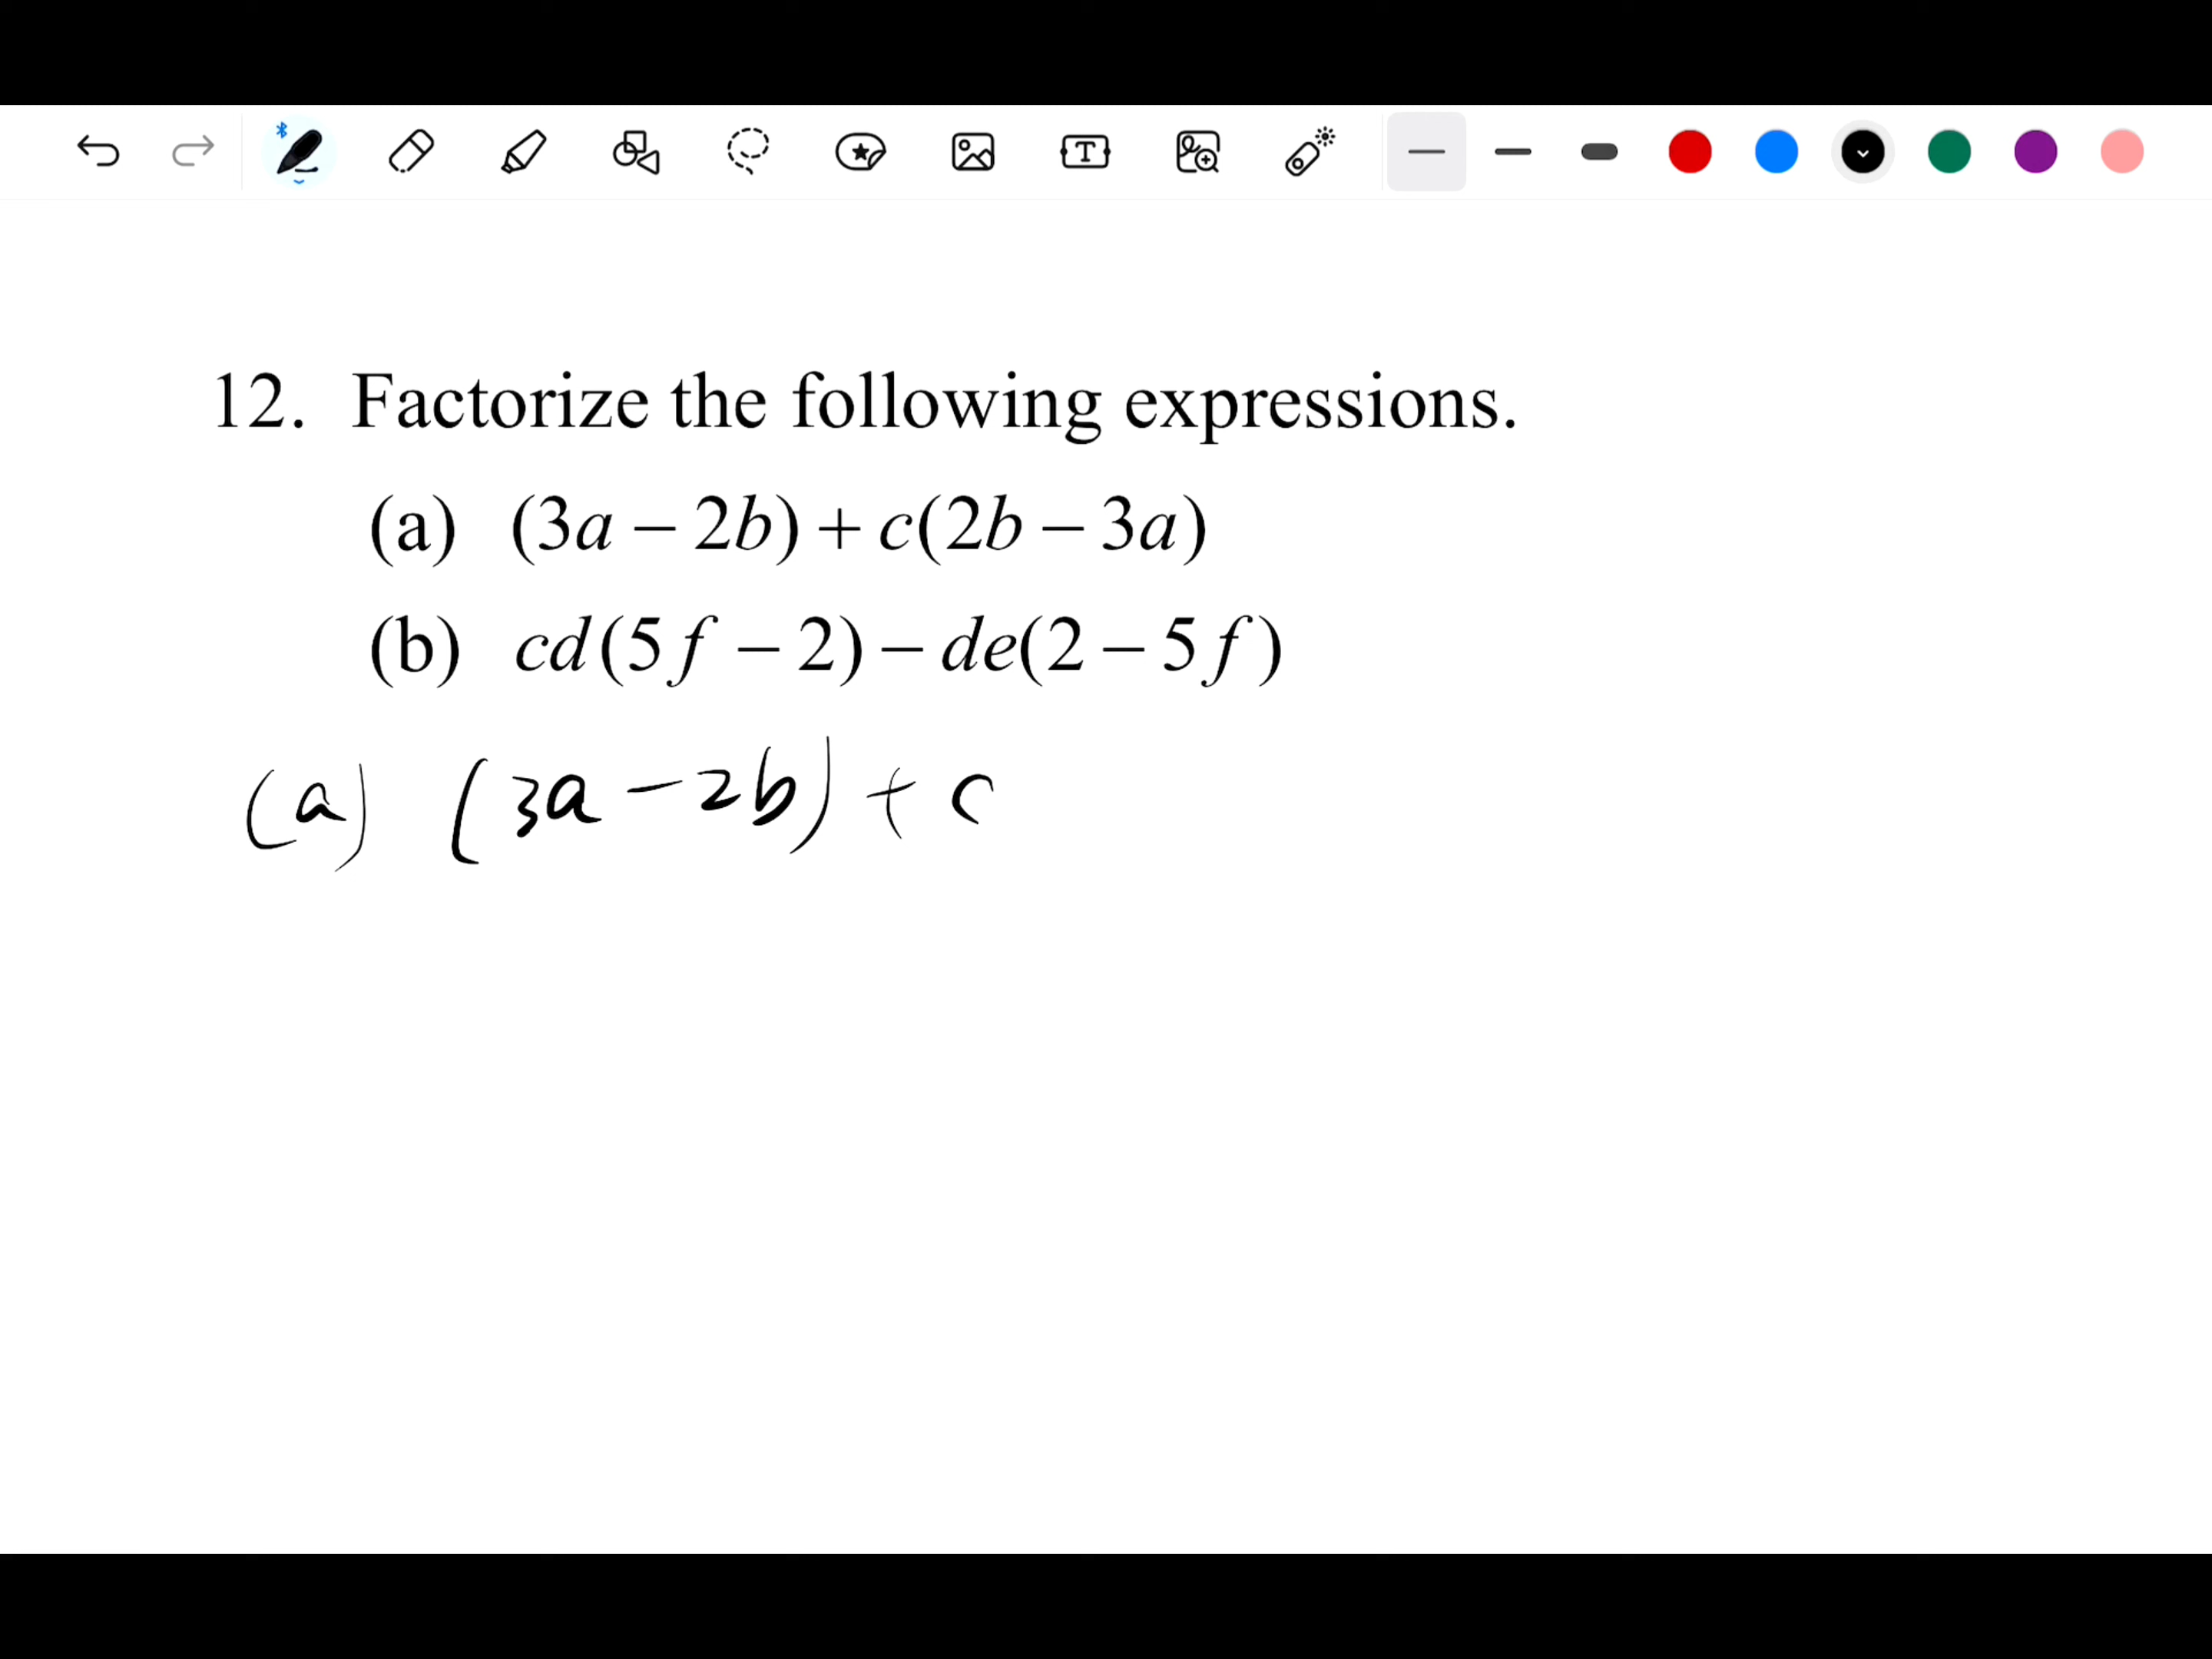 12. Factorize the following expressions.
(a) (3a − 2b) + c(2b − 3a)
(b) cd(5f − 2) − de(2 − 5f)
(a) (3a − 2b) + c